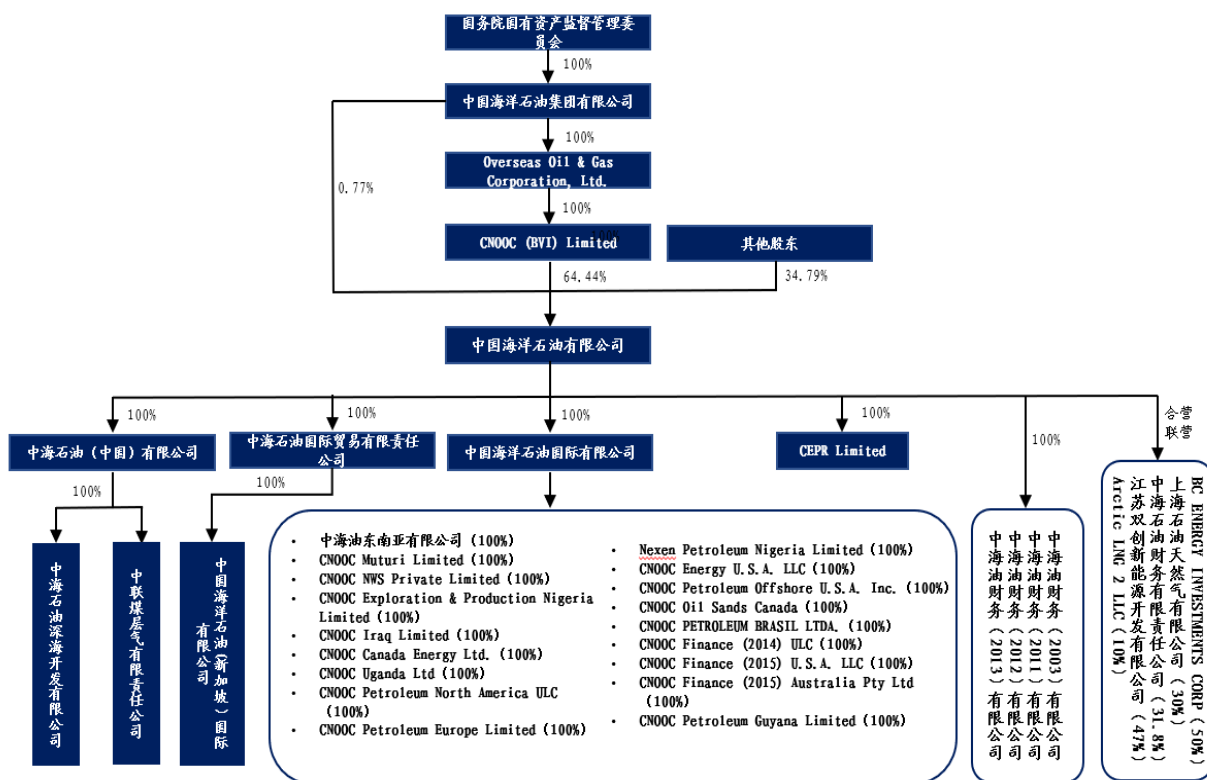 国务院国有资产监督管理委
员会
100%
中国海洋石油集团有限公司
100%
Overseas Oil & Gas
Corporation, Ltd.
0.77%
100%
100%
CNOOC (BVI) Limited
其他股东
64.44%
34.79%
中国海洋石油有限公司
100%
100%
100%
100%
100%
合营
联营
中海石油（中国）有限公司
中海石油国际贸易有限责任
公司
中国海洋石油国际有限公司
CEPR Limited
100%
100%
中海石油深海开发有限公司
中联煤层气有限责任公司
中国海洋石油（新加坡）国际
有限公司
• 中海油东南亚有限公司 (100%)
• CNOOC Muturi Limited (100%)
• CNOOC NWS Private Limited (100%)
• CNOOC Exploration & Production Nigeria
Limited (100%)
• CNOOC Iraq Limited (100%)
• CNOOC Canada Energy Ltd. (100%)
• CNOOC Uganda Ltd (100%)
• CNOOC Petroleum North America ULC
(100%)
• CNOOC Petroleum Europe Limited (100%)
• Nexen Petroleum Nigeria Limited (100%)
• CNOOC Energy U.S.A. LLC (100%)
• CNOOC Petroleum Offshore U.S.A. Inc. (100%)
• CNOOC Oil Sands Canada (100%)
• CNOOC PETROLEUM BRASIL LTDA. (100%)
• CNOOC Finance (2014) ULC (100%)
• CNOOC Finance (2015) U.S.A. LLC (100%)
• CNOOC Finance (2015) Australia Pty Ltd
(100%)
• CNOOC Petroleum Guyana Limited (100%)
中海油财务（2003）有限公司
中海油财务（2011）有限公司
中海油财务（2012）有限公司
中海油财务（2013）有限公司
BC ENERGY INVESTMENTS CORP（50%）
上海石油天然气有限公司（30%）
中海石油财务有限责任公司（31.8%）
江苏双创新能源开发有限公司（47%）
Arctic LNG 2 LLC（10%）